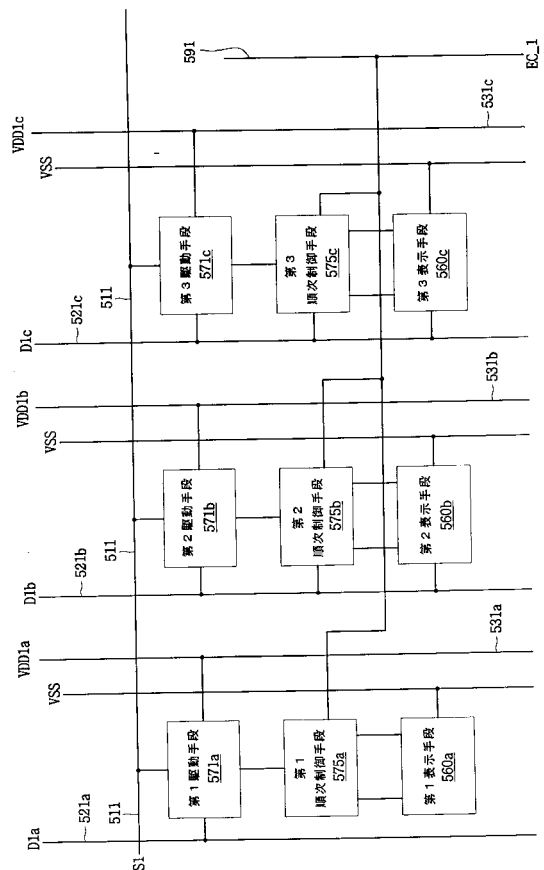 VDD1c
VSS
591
531c
D1c
521c
511
第3駆動手段
571c
第3
順次制御手段
575c
第3表示手段
560c
EC_1
VDD1b
VSS
531b
D1b
521b
511
第2駆動手段
571b
第2
順次制御手段
575b
第2表示手段
560b
VDD1a
VSS
531a
D1a
521a
511
S1
第1駆動手段
571a
第1
順次制御手段
575a
第1表示手段
560a